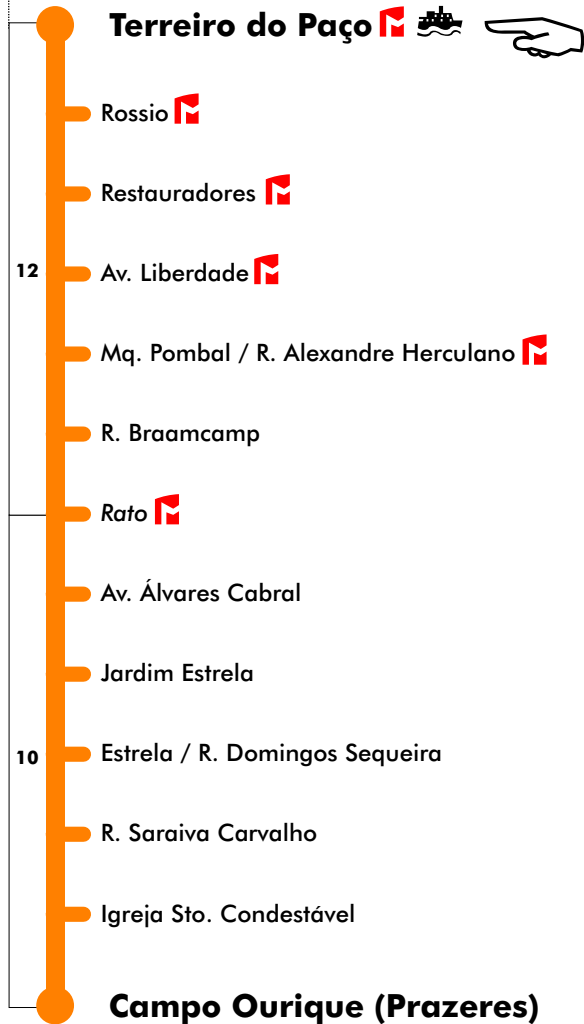 Terreiro do Paço
Rossio
Restauradores
Av. Liberdade
12
Mq. Pombal / R. Alexandre Herculano
R. Braamcamp
Rato
Av. Álvares Cabral
Jardim Estrela
Estrela / R. Domingos Sequeira
10
R. Saraiva Carvalho
Igreja Sto. Condestável
Campo Ourique (Prazeres)